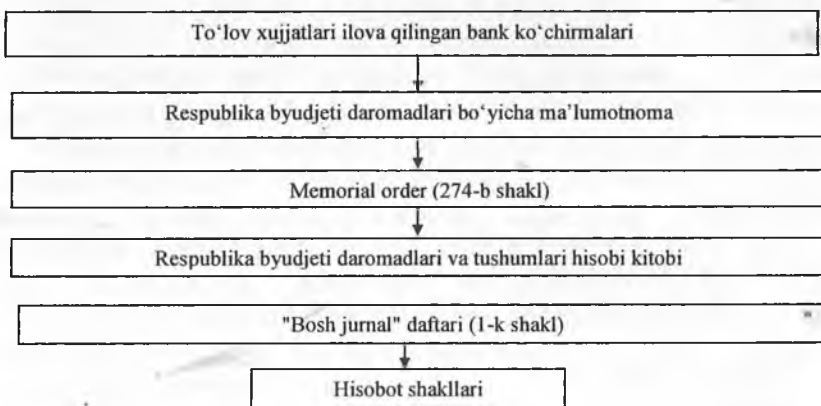 To‘lov xujjatlari ilova qilingan bank ko‘chirmalari
Respublika byudjeti daromadlari bo‘yicha ma’lumotnoma
Memorial order (274-b shakl)
Respublika byudjeti daromadlari va tushumlari hisobi kitobi
"Bosh jurnal" daftari (1-k shakl)
Hisobot shakllari